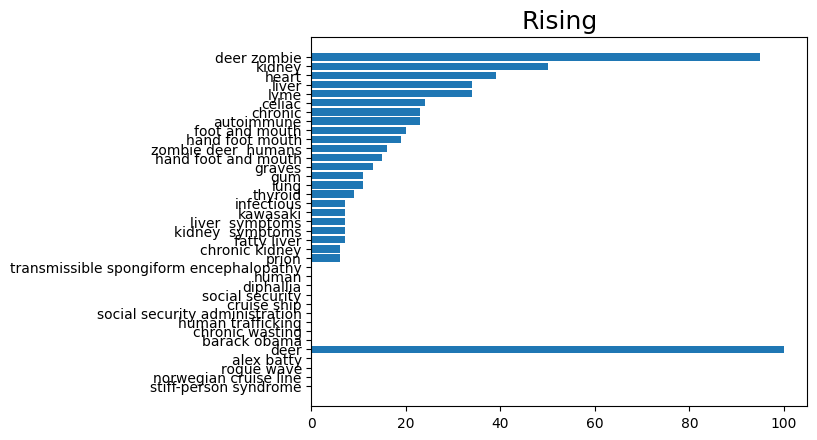 Rising
deer zombie
kidney
heart
liver
lyme
celiac
chronic
autoimmune
foot and mouth
hand foot mouth
zombie deer  humans
hand foot and mouth
graves
gum
lung
thyroid
infectious
kawasaki
liver  symptoms
kidney  symptoms
fatty liver
chronic kidney
prion
transmissible spongiform encephalopathy
human
diphallia
social security
cruise ship
social security administration
human trafficking
chronic wasting
barack obama
deer
alex batty
rogue wave
norwegian cruise line
stiff-person syndrome
0 20 40 60 80 100